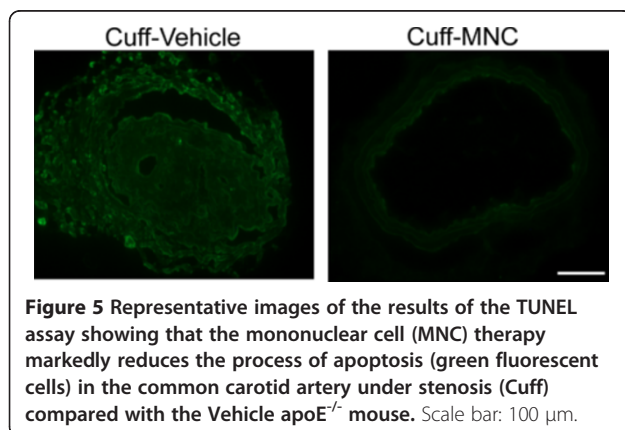 Cuff-Vehicle Cuff-MNC
Figure 5 Representative images of the results of the TUNEL
assay showing that the mononuclear cell (MNC) therapy
markedly reduces the process of apoptosis (green fluorescent
cells) in the common carotid artery under stenosis (Cuff)
compared with the Vehicle apoE⁻/⁻ mouse. Scale bar: 100 μm.